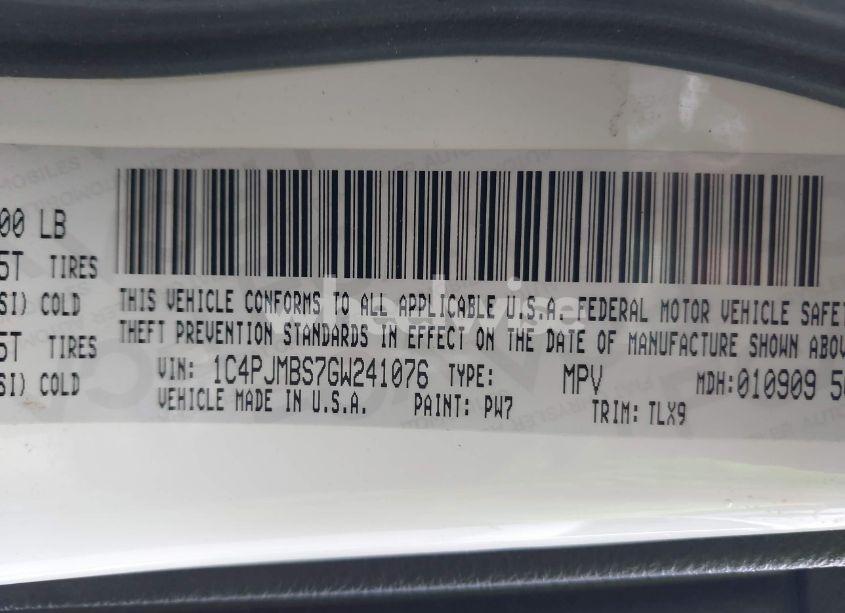 00 LB
5T TIRES
SI) COLD
5T TIRES
SI) COLD
THIS VEHICLE CONFORMS TO ALL APPLICABLE U.S.A. FEDERAL MOTOR VEHICLE SAFET
THEFT PREVENTION STANDARDS IN EFFECT ON THE DATE OF MANUFACTURE SHOWN ABOV
VIN: 1C4PJMBS7GW241076 TYPE: MPV MDH:010909 5
VEHICLE MADE IN U.S.A. PAINT: PW7 TRIM: TLX9